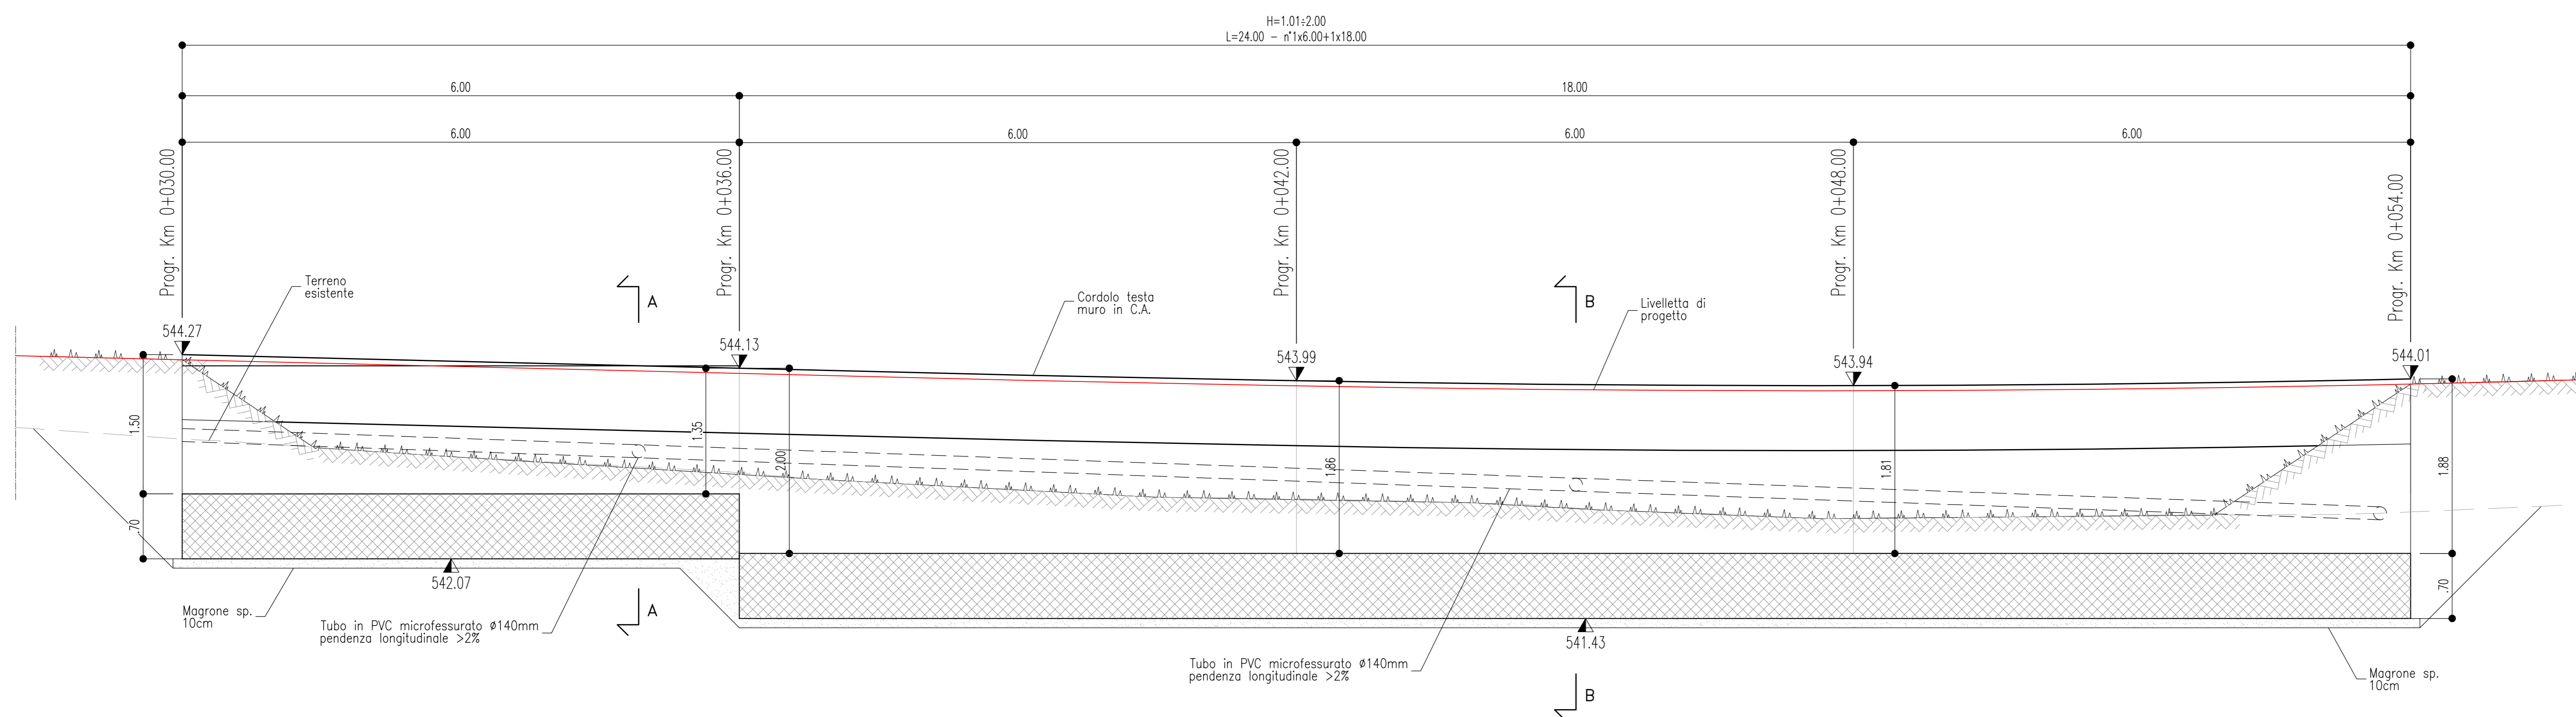 H=1.01÷2.00
L=24.00 – n°1x6.00+1x18.00
6.00
18.00
6.00
6.00
6.00
6.00
Progr. Km 0+030.00
Progr. Km 0+036.00
Progr. Km 0+042.00
Progr. Km 0+048.00
Progr. Km 0+054.00
Terreno
esistente
A
Cordolo testa
muro in C.A.
B
Livelletta di
progetto
544.27
544.13
543.99
543.94
544.01
1.50
1.35
2.00
1.86
1.81
1.88
.70
.70
542.07
541.43
Magrone sp.
10cm
Tubo in PVC microfessurato Ø140mm
pendenza longitudinale >2%
A
Tubo in PVC microfessurato Ø140mm
pendenza longitudinale >2%
B
Magrone sp.
10cm